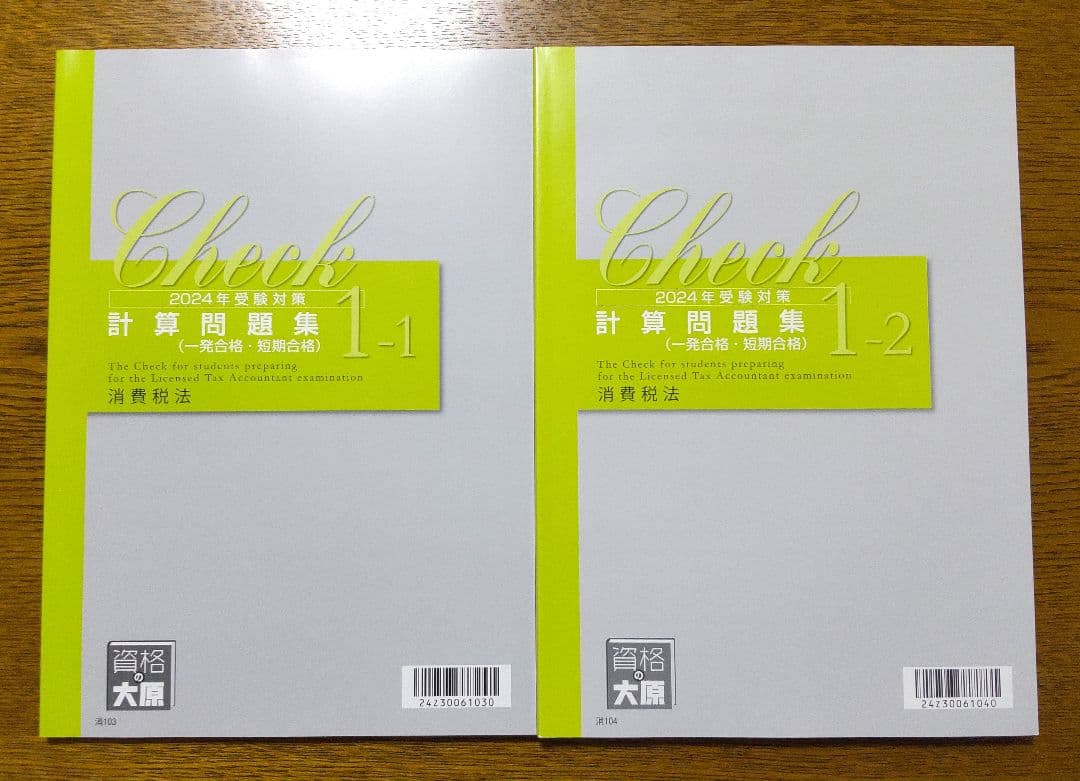 Check
2024年受験対策
計算問題集 1-1
(一発合格・短期合格)
The Check for students preparing
for the Licensed Tax Accountant examination
消費税法
資格の大原
消103
24Z30061030
Check
2024年受験対策
計算問題集 1-2
(一発合格・短期合格)
The Check for students preparing
for the Licensed Tax Accountant examination
消費税法
資格の大原
消104
24Z30061040